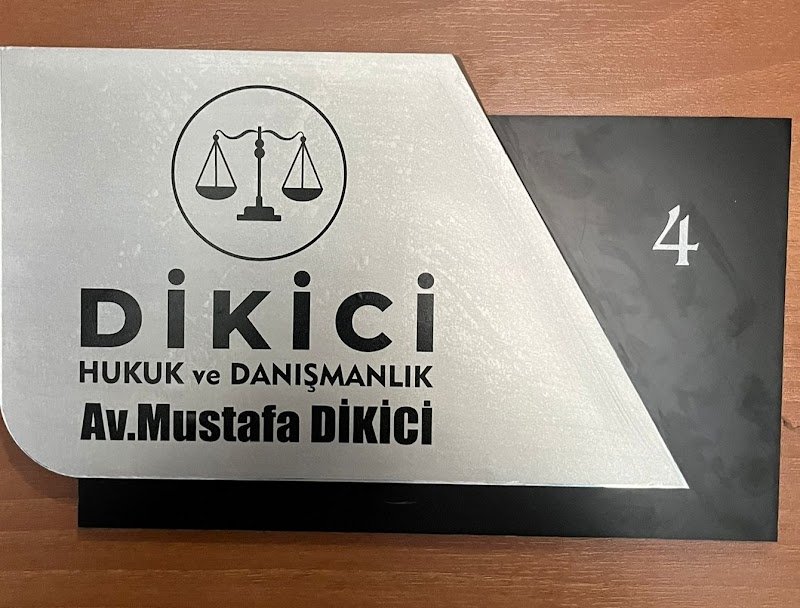 DİKİCİ
HUKUK ve DANIŞMANLIK
Av.Mustafa DİKİCİ
4